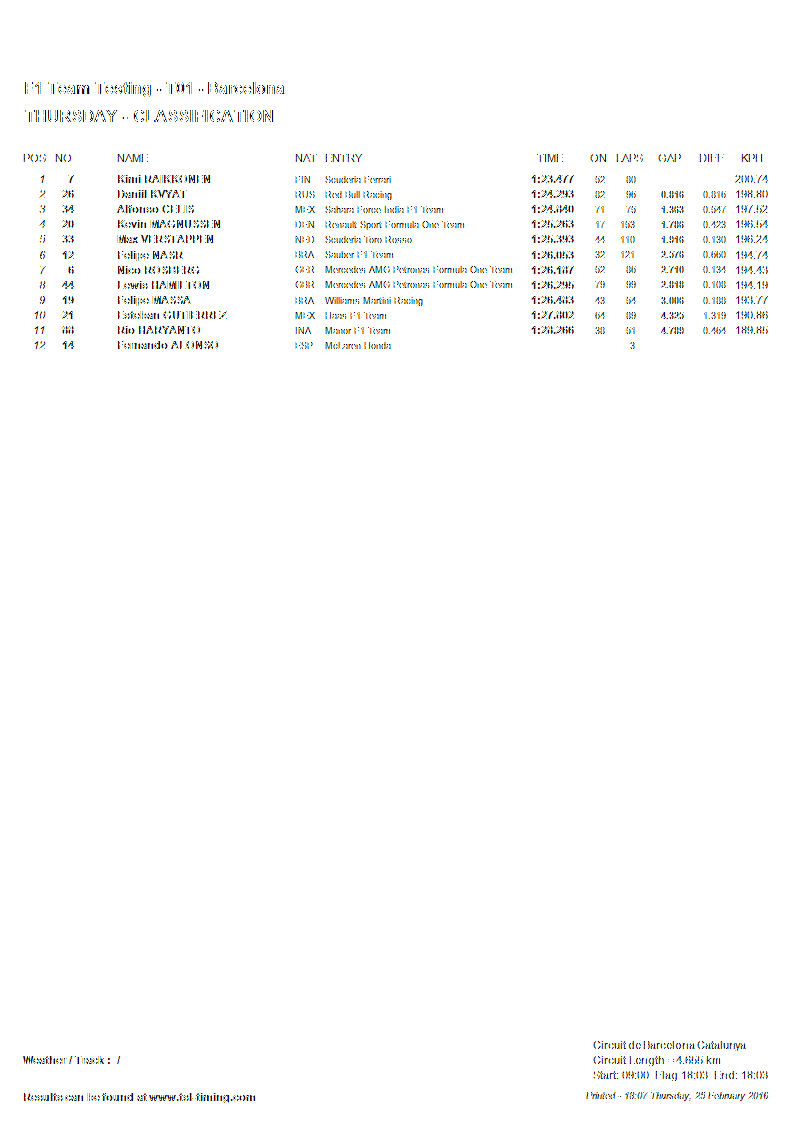 F1 Team Testing - T01 - Barcelona
THURSDAY - CLASSIFICATION
POS NO NAME NAT ENTRY TIME ON LAPS GAP DIFF KPH
1 7 Kimi RAIKKONEN FIN Scuderia Ferrari 1:23.477 52 80 200.74
2 26 Daniil KVYAT RUS Red Bull Racing 1:24.293 82 96 0.816 0.816 198.80
3 34 Alfonso CELIS MEX Sahara Force India F1 Team 1:24.840 71 75 1.363 0.547 197.52
4 20 Kevin MAGNUSSEN DEN Renault Sport Formula One Team 1:25.263 17 153 1.786 0.423 196.54
5 33 Max VERSTAPPEN NED Scuderia Toro Rosso 1:25.393 44 110 1.916 0.130 196.24
6 12 Felipe NASR BRA Sauber F1 Team 1:26.053 32 121 2.576 0.660 194.74
7 6 Nico ROSBERG GER Mercedes AMG Petronas Formula One Team 1:26.187 52 86 2.710 0.134 194.43
8 44 Lewis HAMILTON GBR Mercedes AMG Petronas Formula One Team 1:26.295 79 99 2.818 0.108 194.19
9 19 Felipe MASSA BRA Williams Martini Racing 1:26.483 43 54 3.006 0.188 193.77
10 21 Esteban GUTIERREZ MEX Haas F1 Team 1:27.802 64 89 4.325 1.319 190.86
11 88 Rio HARYANTO INA Manor F1 Team 1:28.266 38 51 4.789 0.464 189.85
12 14 Fernando ALONSO ESP McLaren Honda 3
Circuit de Barcelona Catalunya
Weather / Track : /
Circuit Length = 4.655 km
Start: 09:00 Flag 18:03 End: 18:03
Results can be found at www.tsl-timing.com
Printed - 18:07 Thursday, 25 February 2016